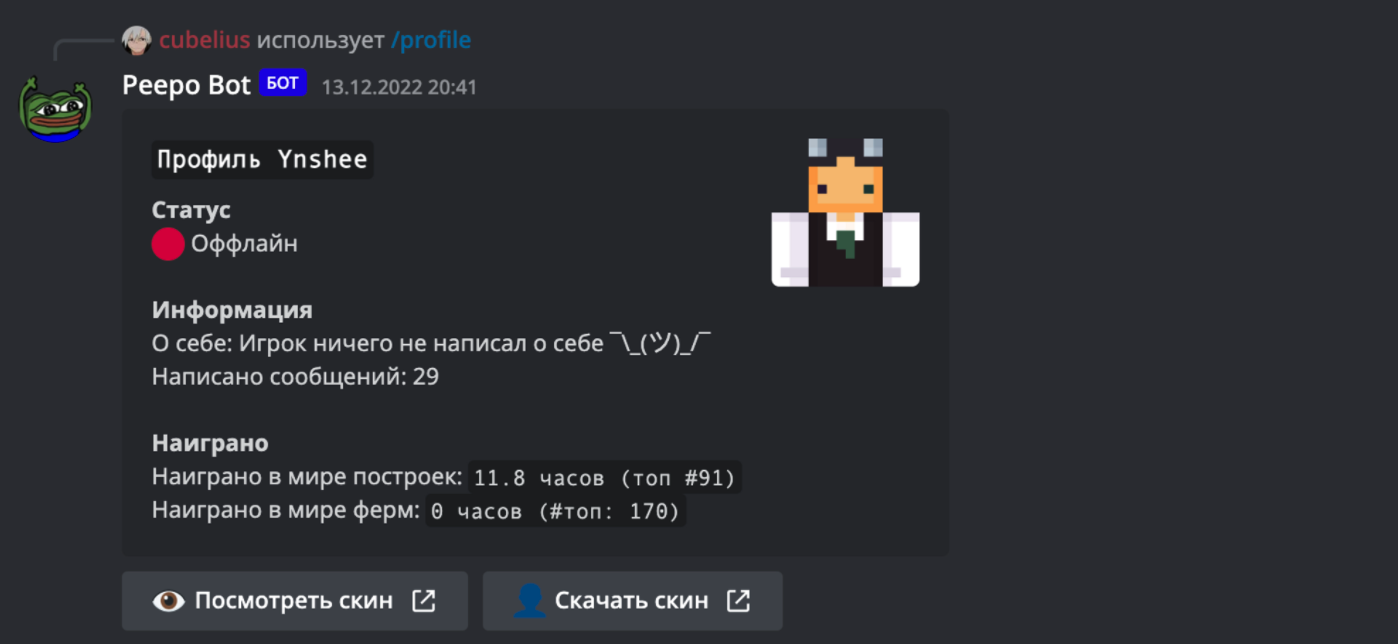 cubelius использует /profile
Peepo Bot БОТ 13.12.2022 20:41
Профиль Ynshee
Статус
Оффлайн
Информация
О себе: Игрок ничего не написал о себе ¯\_(ツ)_/¯
Написано сообщений: 29
Наиграно
Наиграно в мире построек: 11.8 часов (топ #91)
Наиграно в мире ферм: 0 часов (#топ: 170)
Посмотреть скин
Скачать скин